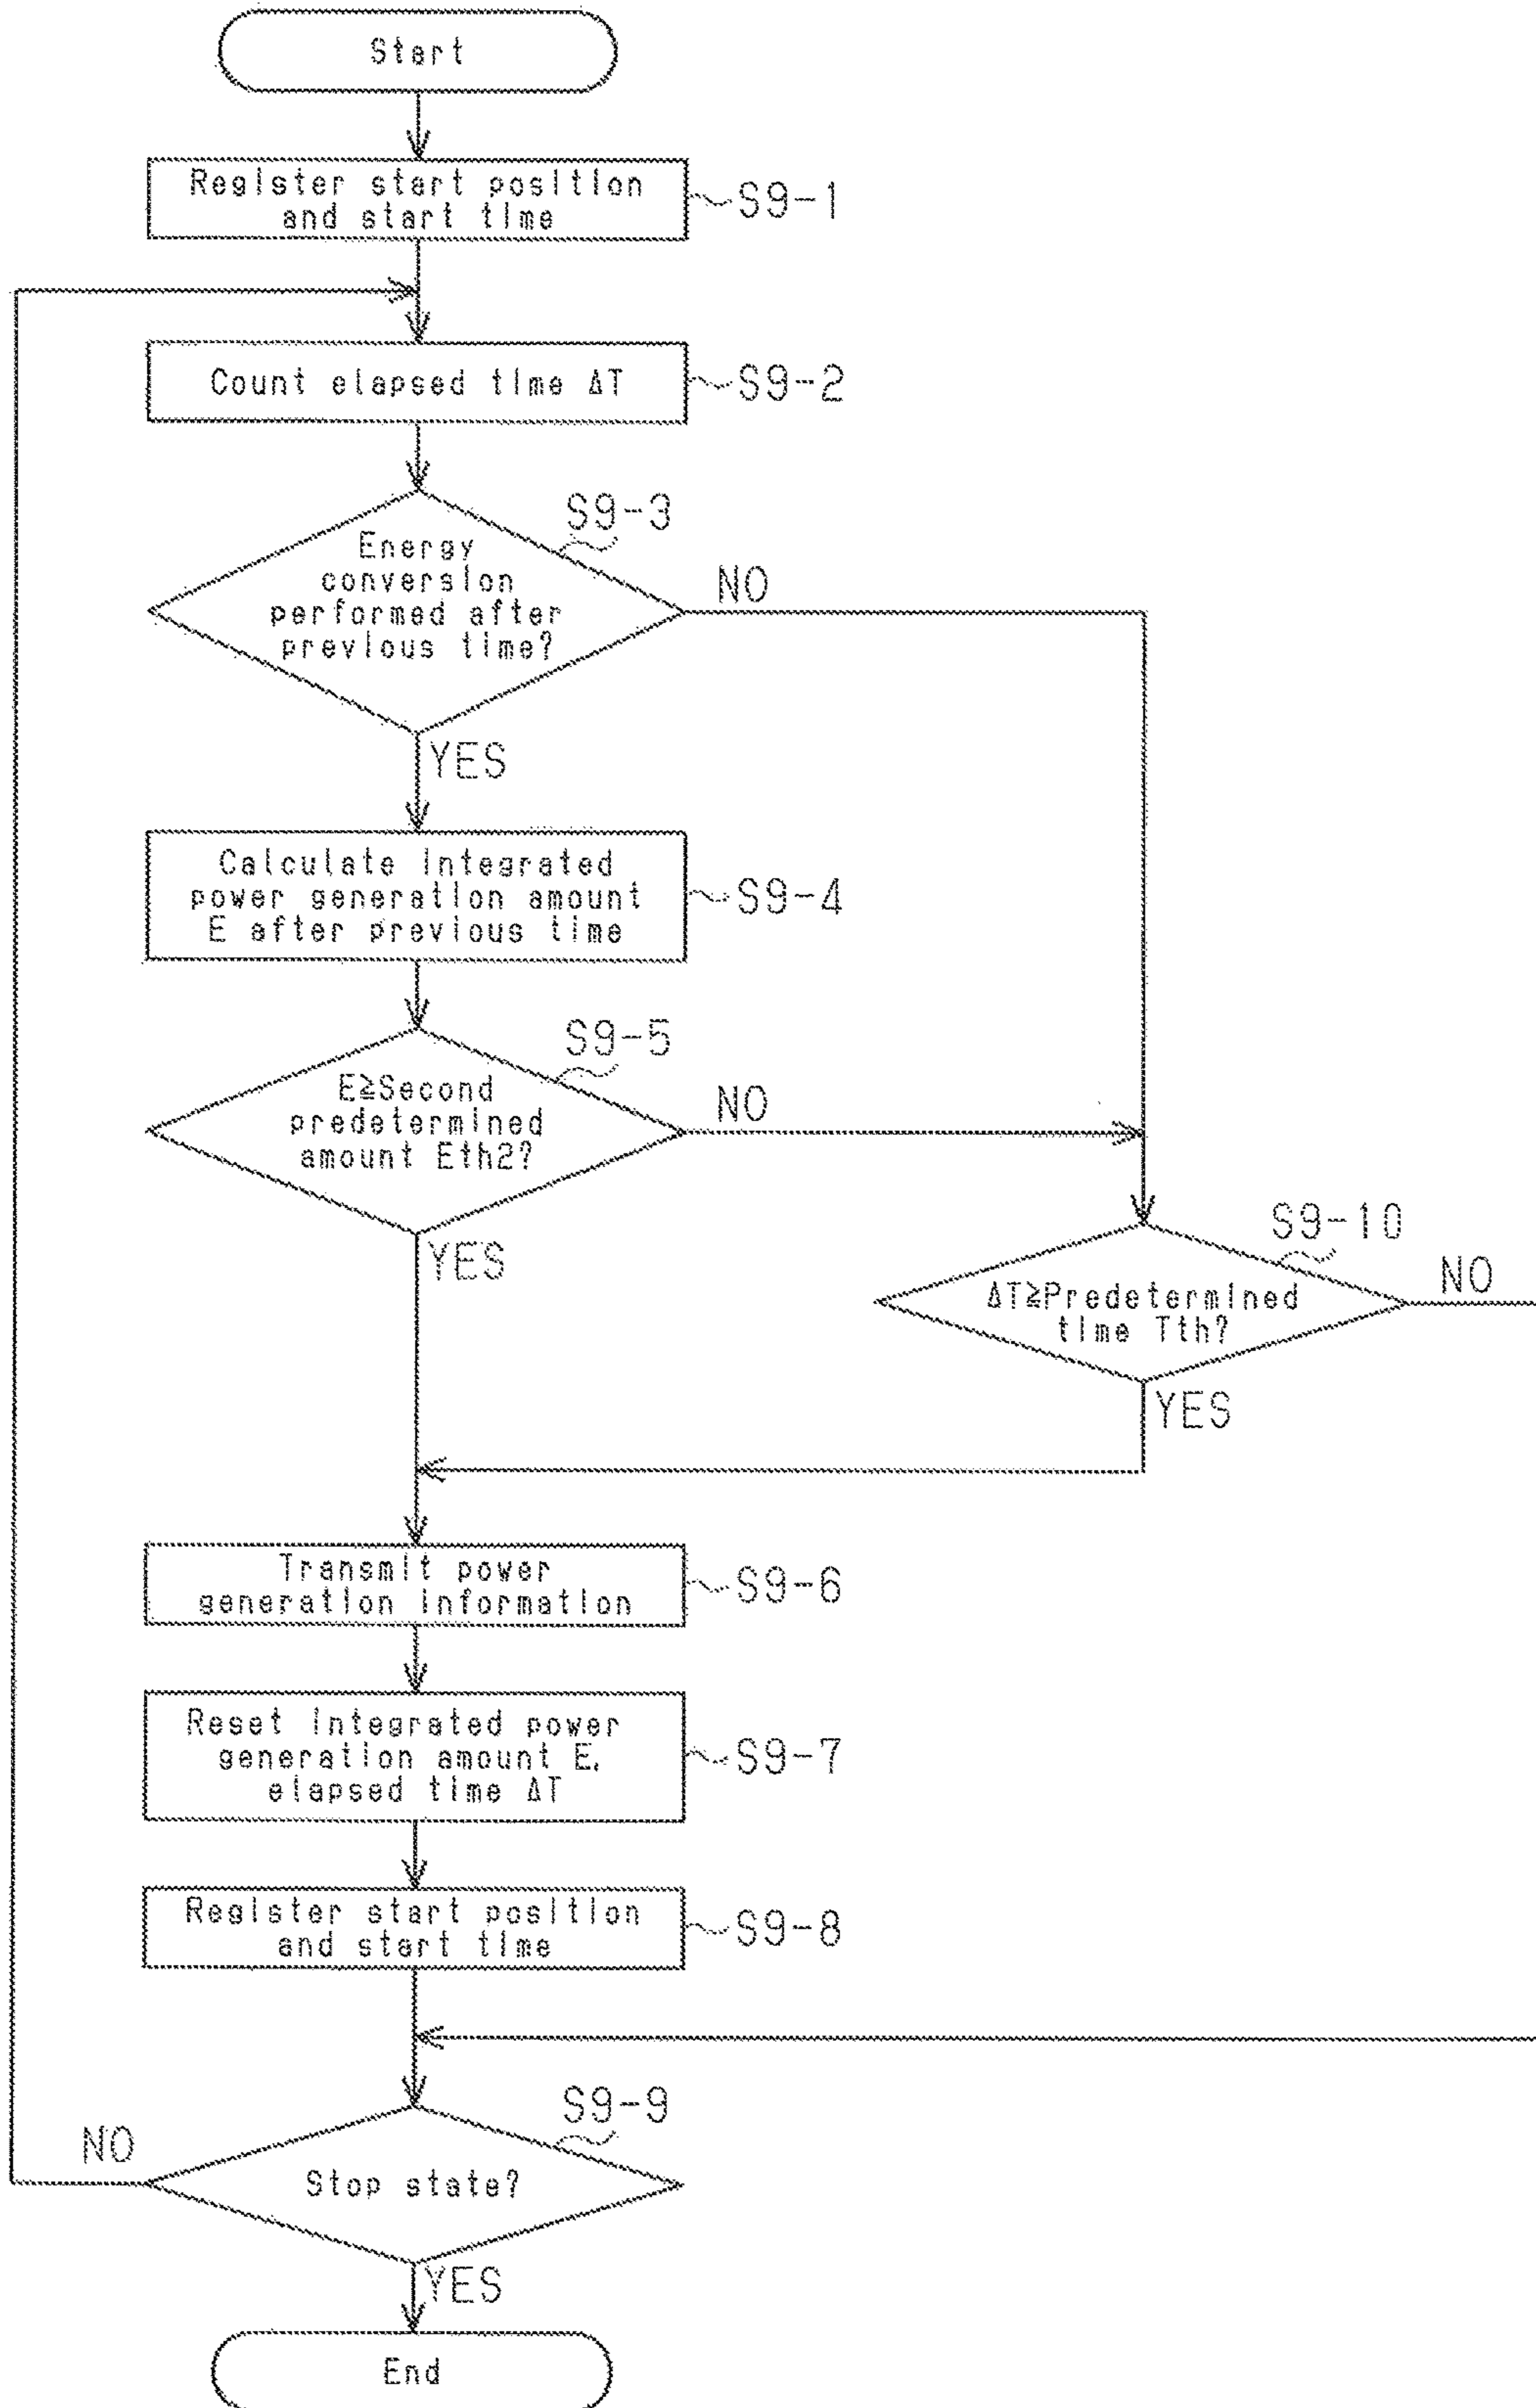 Start
Register start position
and start time
S9-1
Count elapsed time ΔT
S9-2
S9-3
Energy
conversion
performed after
previous time?
NO
YES
Calculate integrated
power generation amount
E after previous time
S9-4
S9-5
E≧Second
predetermined
amount Eth2?
NO
YES
S9-10
ΔT≧Predetermined
time Tth?
NO
YES
Transmit power
generation information
S9-6
Reset integrated power
generation amount E,
elapsed time ΔT
S9-7
Register start position
and start time
S9-8
S9-9
Stop state?
NO
YES
End